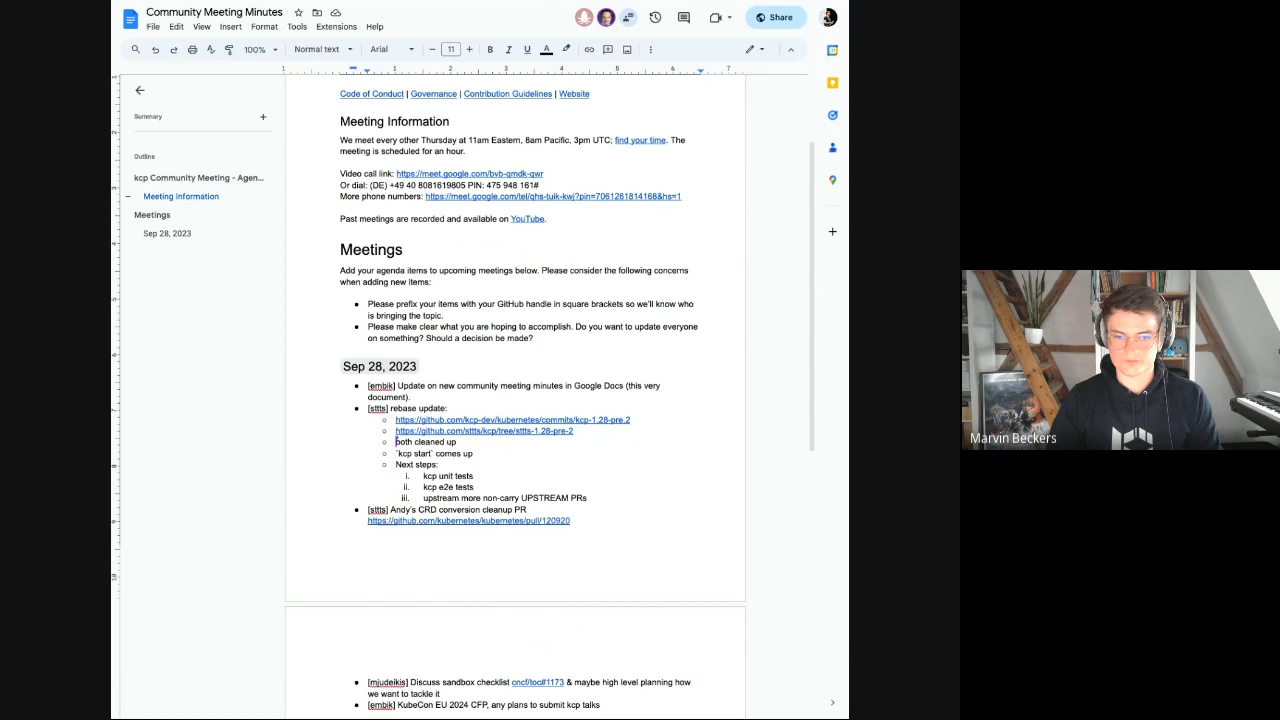 Community Meeting Minutes
File Edit View Insert Format Tools Extensions Help
Share
100% Normal text Arial 11
Summary
Outline
kcp Community Meeting - Agen...
Meeting Information
Meetings
Sep 28, 2023
Code of Conduct | Governance | Contribution Guidelines | Website
Meeting Information
We meet every other Thursday at 11am Eastern, 8am Pacific, 3pm UTC; find your time. The
meeting is scheduled for an hour.
Video call link: https://meet.google.com/bvb-qmdk-qwr
Or dial: (DE) +49 40 8081619805 PIN: 475 948 161#
More phone numbers: https://meet.google.com/tel/qhs-tuik-kwj?pin=7061261814168&hs=1
Past meetings are recorded and available on YouTube.
Meetings
Add your agenda items to upcoming meetings below. Please consider the following concerns
when adding new items:
● Please prefix your items with your GitHub handle in square brackets so we'll know who
is bringing the topic.
● Please make clear what you are hoping to accomplish. Do you want to update everyone
on something? Should a decision be made?
Sep 28, 2023
● [embik] Update on new community meeting minutes in Google Docs (this very
document).
● [sttts] rebase update:
○ https://github.com/kcp-dev/kubernetes/commits/kcp-1.28-pre.2
○ https://github.com/sttts/kcp/tree/sttts-1.28-pre-2
○ both cleaned up
○ `kcp start` comes up
○ Next steps:
i. kcp unit tests
ii. kcp e2e tests
iii. upstream more non-carry UPSTREAM PRs
● [sttts] Andy's CRD conversion cleanup PR
https://github.com/kubernetes/kubernetes/pull/120920
● [mjudeikis] Discuss sandbox checklist cncf/toc#1173 & maybe high level planning how
we want to tackle it
● [embik] KubeCon EU 2024 CFP, any plans to submit kcp talks
Marvin Beckers